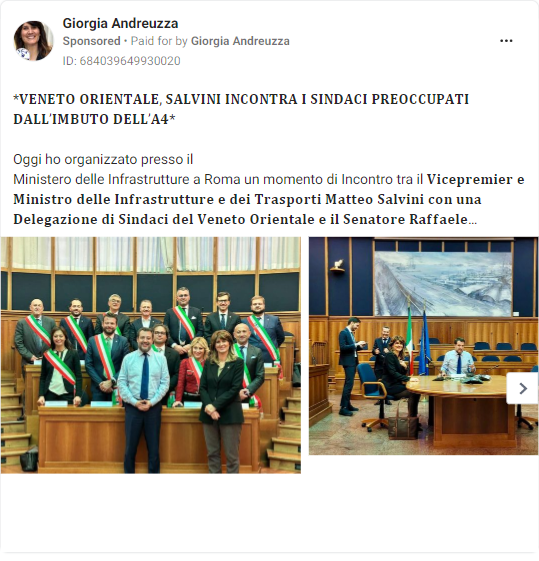 Giorgia Andreuzza
Sponsored • Paid for by Giorgia Andreuzza
ID: 684039649930020
*VENETO ORIENTALE, SALVINI INCONTRA I SINDACI PREOCCUPATI
DALL'IMBUTO DELL'A4*
Oggi ho organizzato presso il
Ministero delle Infrastrutture a Roma un momento di Incontro tra il Vicepremier e
Ministro delle Infrastrutture e dei Trasporti Matteo Salvini con una
Delegazione di Sindaci del Veneto Orientale e il Senatore Raffaele...